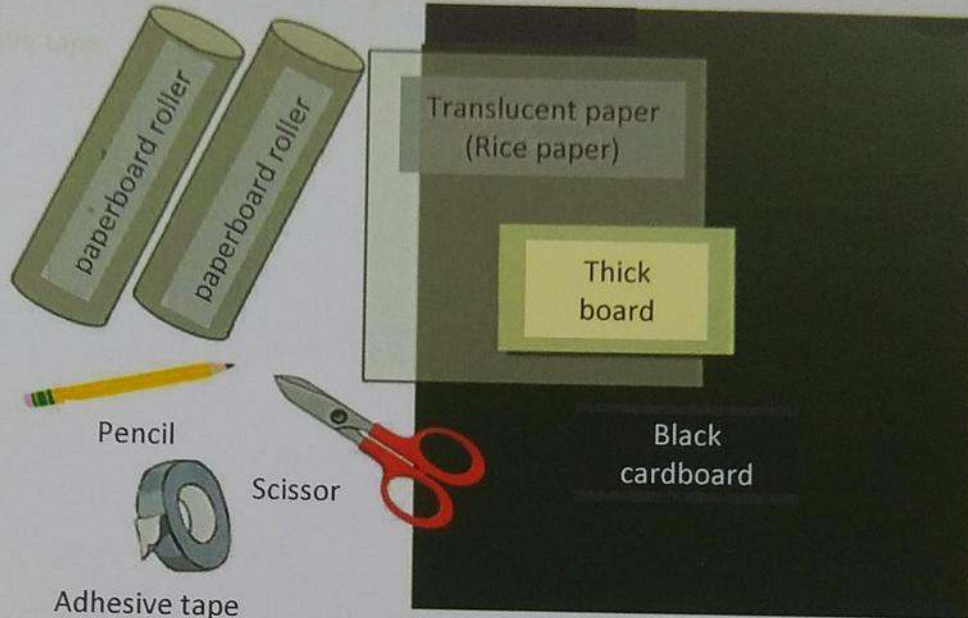 paperboard roller
paperboard roller
Translucent paper
(Rice paper)
Thick
board
Pencil
Scissor
Black
cardboard
Adhesive tape